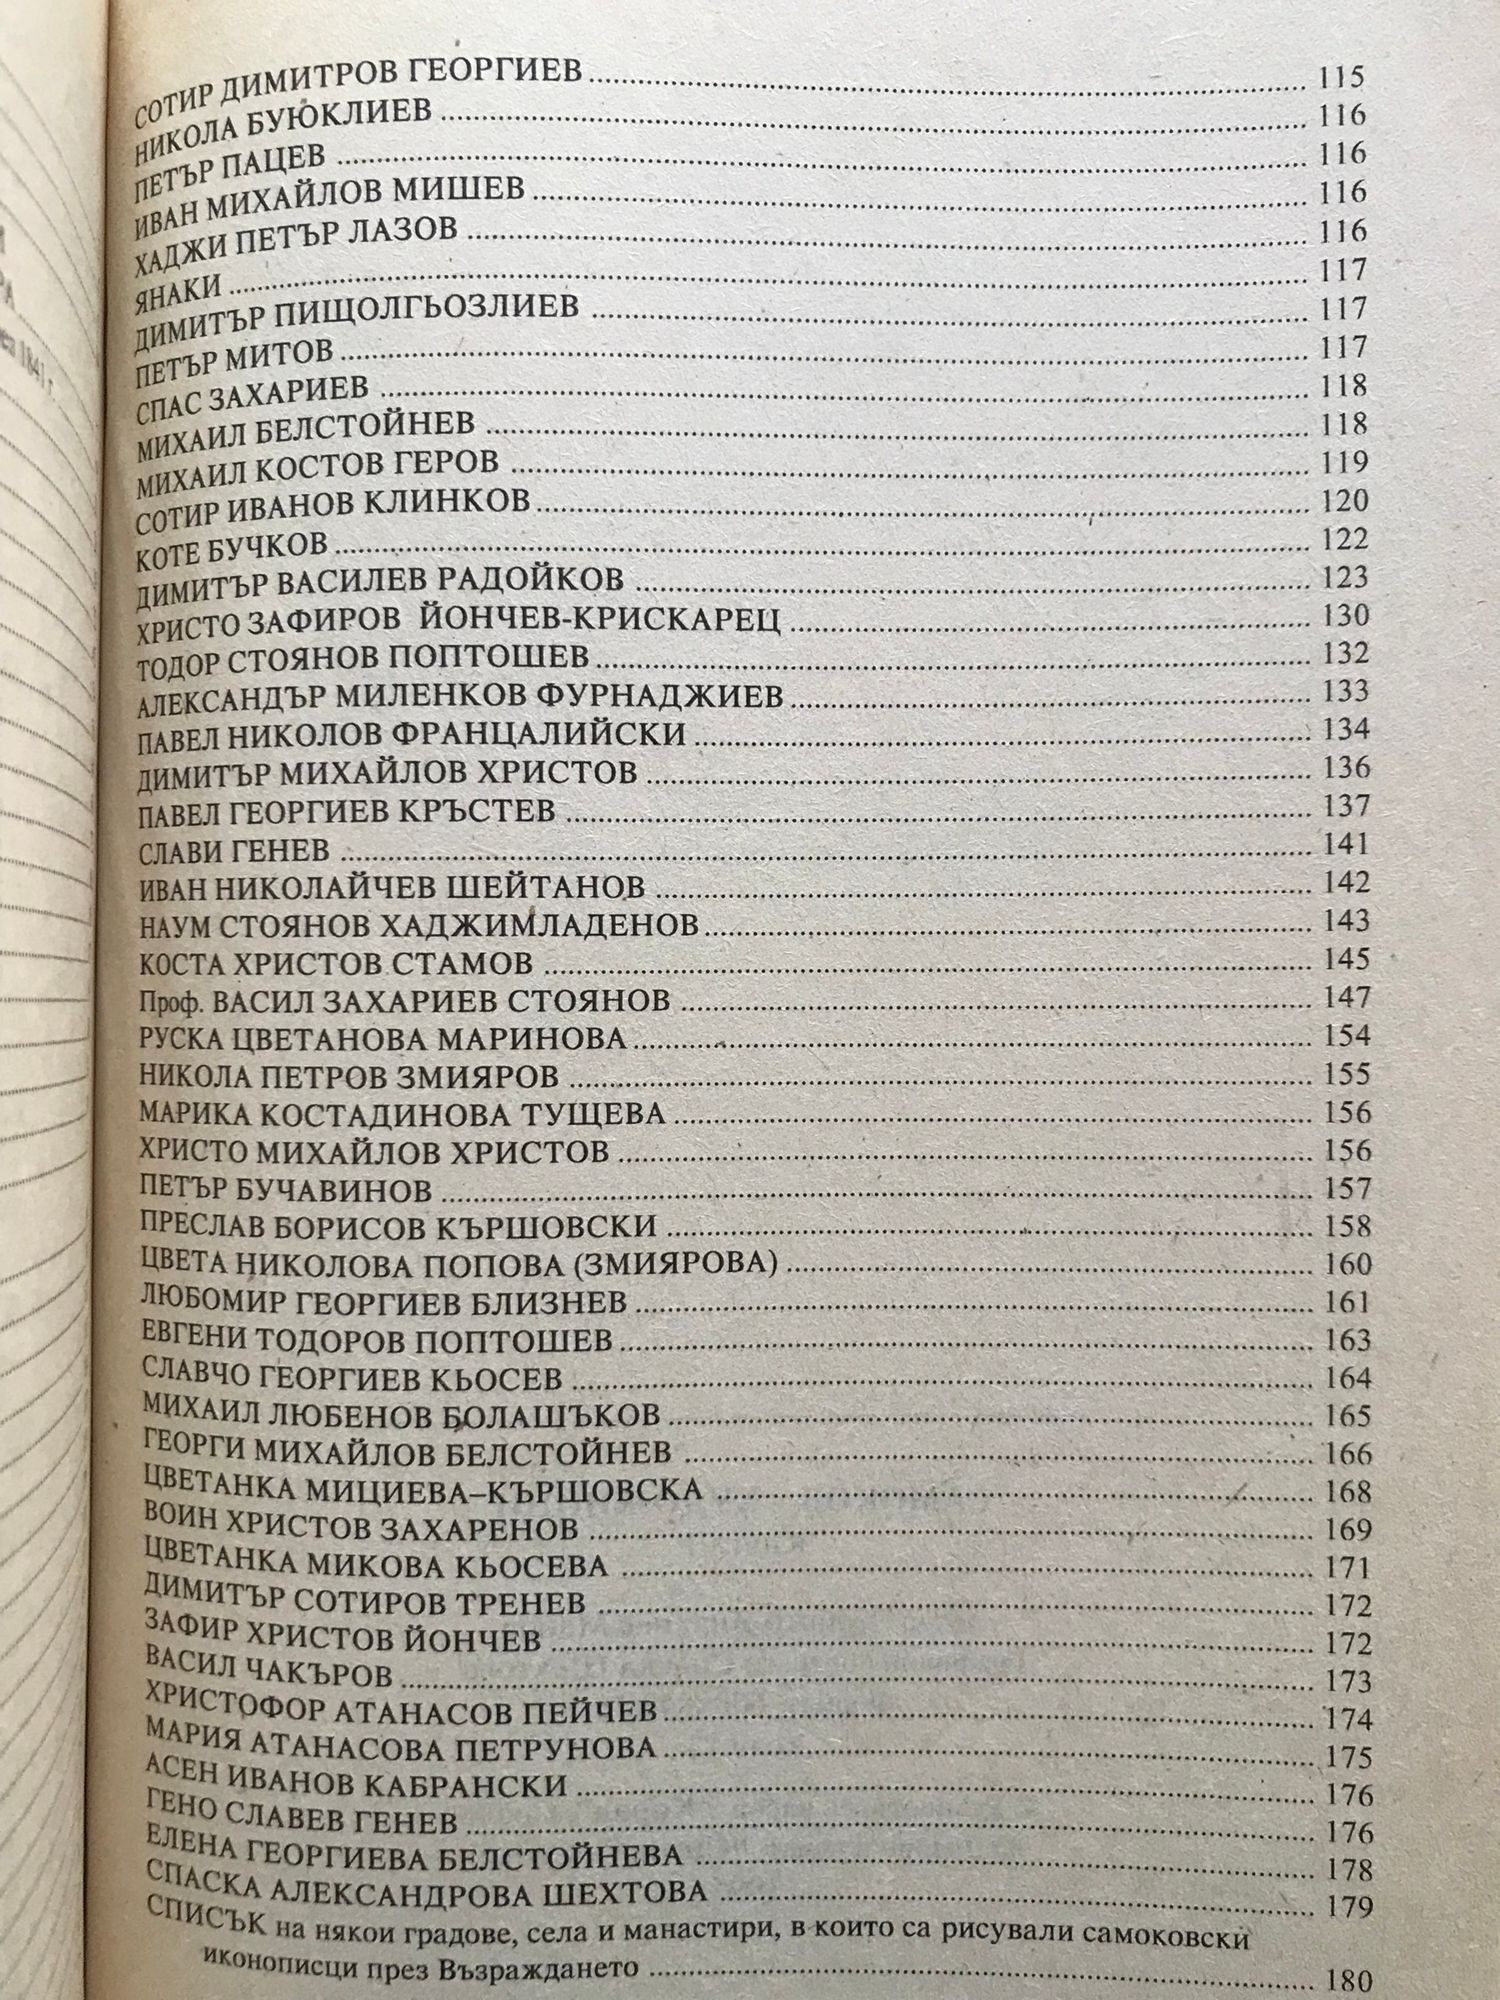 СОТИР ДИМИТРОВ ГЕОРГИЕВ ........ 115
НИКОЛА БУЮКЛИЕВ ........ 116
ПЕТЪР ПАЦЕВ ........ 116
ИВАН МИХАЙЛОВ МИШЕВ ........ 116
ХАДЖИ ПЕТЪР ЛАЗОВ ........ 116
ЯНАКИ ........ 117
ДИМИТЪР ПИЩОЛГЬОЗЛИЕВ ........ 117
ПЕТЪР МИТОВ ........ 117
СПАС ЗАХАРИЕВ ........ 118
МИХАИЛ БЕЛСТОЙНЕВ ........ 118
МИХАИЛ КОСТОВ ГЕРОВ ........ 119
СОТИР ИВАНОВ КЛИНКОВ ........ 120
КОТЕ БУЧКОВ ........ 122
ДИМИТЪР ВАСИЛЕВ РАДОЙКОВ ........ 123
ХРИСТО ЗАФИРОВ ЙОНЧЕВ-КРИСКАРЕЦ ........ 130
ТОДОР СТОЯНОВ ПОПТОШЕВ ........ 132
АЛЕКСАНДЪР МИЛЕНКОВ ФУРНАДЖИЕВ ........ 133
ПАВЕЛ НИКОЛОВ ФРАНЦАЛИЙСКИ ........ 134
ДИМИТЪР МИХАЙЛОВ ХРИСТОВ ........ 136
ПАВЕЛ ГЕОРГИЕВ КРЪСТЕВ ........ 137
СЛАВИ ГЕНЕВ ........ 141
ИВАН НИКОЛАЙЧЕВ ШЕЙТАНОВ ........ 142
НАУМ СТОЯНОВ ХАДЖИМЛАДЕНОВ ........ 143
КОСТА ХРИСТОВ СТАМОВ ........ 145
Проф. ВАСИЛ ЗАХАРИЕВ СТОЯНОВ ........ 147
РУСКА ЦВЕТАНОВА МАРИНОВА ........ 154
НИКОЛА ПЕТРОВ ЗМИЯРОВ ........ 155
МАРИКА КОСТАДИНОВА ТУЩЕВА ........ 156
ХРИСТО МИХАЙЛОВ ХРИСТОВ ........ 156
ПЕТЪР БУЧАВИНОВ ........ 157
ПРЕСЛАВ БОРИСОВ КЪРШОВСКИ ........ 158
ЦВЕТА НИКОЛОВА ПОПОВА (ЗМИЯРОВА) ........ 160
ЛЮБОМИР ГЕОРГИЕВ БЛИЗНЕВ ........ 161
ЕВГЕНИ ТОДОРОВ ПОПТОШЕВ ........ 163
СЛАВЧО ГЕОРГИЕВ КЬОСЕВ ........ 164
МИХАИЛ ЛЮБЕНОВ БОЛАШЪКОВ ........ 165
ГЕОРГИ МИХАЙЛОВ БЕЛСТОЙНЕВ ........ 166
ЦВЕТАНКА МИЦИЕВА–КЪРШОВСКА ........ 168
ВОИН ХРИСТОВ ЗАХАРЕНОВ ........ 169
ЦВЕТАНКА МИКОВА КЬОСЕВА ........ 171
ДИМИТЪР СОТИРОВ ТРЕНЕВ ........ 172
ЗАФИР ХРИСТОВ ЙОНЧЕВ ........ 172
ВАСИЛ ЧАКЪРОВ ........ 173
ХРИСТОФОР АТАНАСОВ ПЕЙЧЕВ ........ 174
МАРИЯ АТАНАСОВА ПЕТРУНОВА ........ 175
АСЕН ИВАНОВ КАБРАНСКИ ........ 176
ГЕНО СЛАВЕВ ГЕНЕВ ........ 176
ЕЛЕНА ГЕОРГИЕВА БЕЛСТОЙНЕВА ........ 178
СПАСКА АЛЕКСАНДРОВА ШЕХТОВА ........ 179
СПИСЪК на някои градове, села и манастири, в които са рисували самоковски
иконописци през Възраждането ........ 180
1841 г.